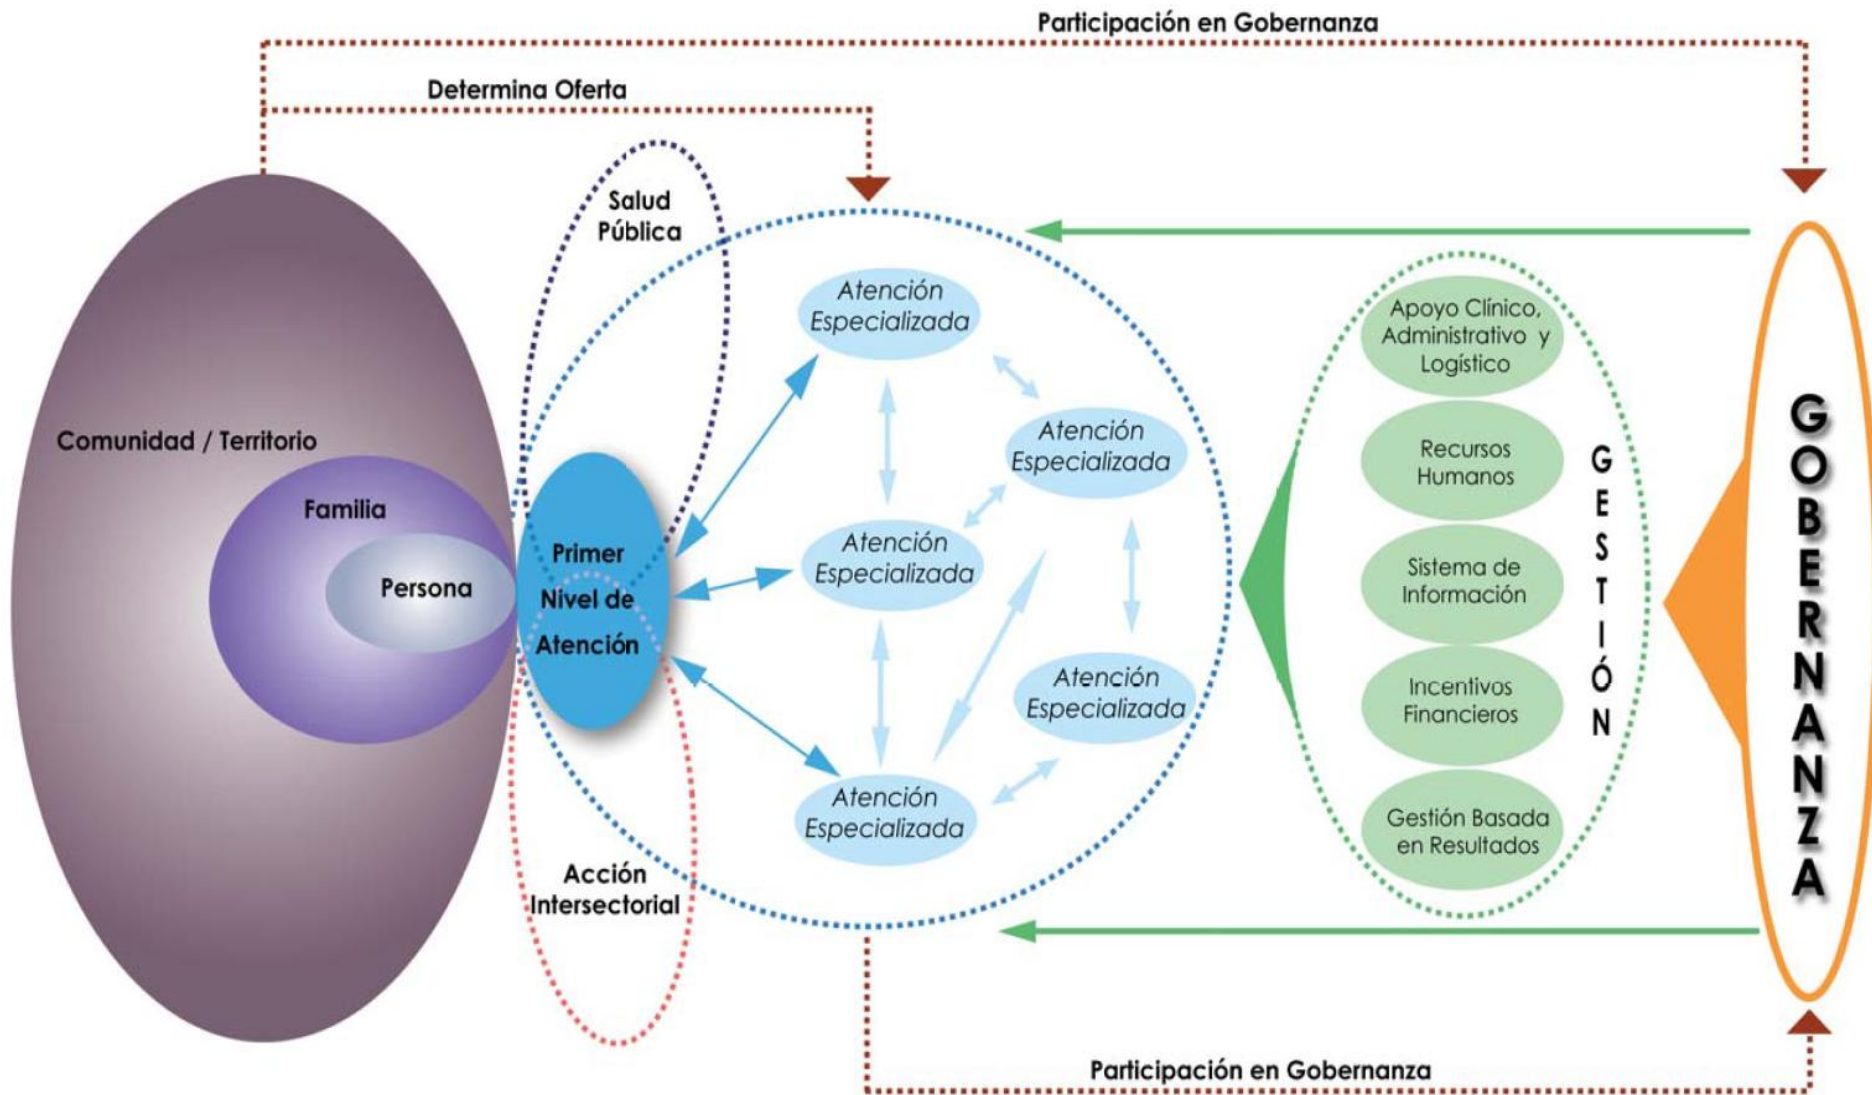 Participación en Gobernanza
Determina Oferta
Salud
Pública
Comunidad / Territorio
Familia
Persona
Primer
Nivel de
Atención
Acción
Intersectorial
Atención
Especializada
Atención
Especializada
Atención
Especializada
Atención
Especializada
Atención
Especializada
Apoyo Clínico,
Administrativo y
Logístico
Recursos
Humanos
Sistema de
Información
Incentivos
Financieros
Gestión Basada
en Resultados
GESTIÓN
GOBERNANZA
Participación en Gobernanza